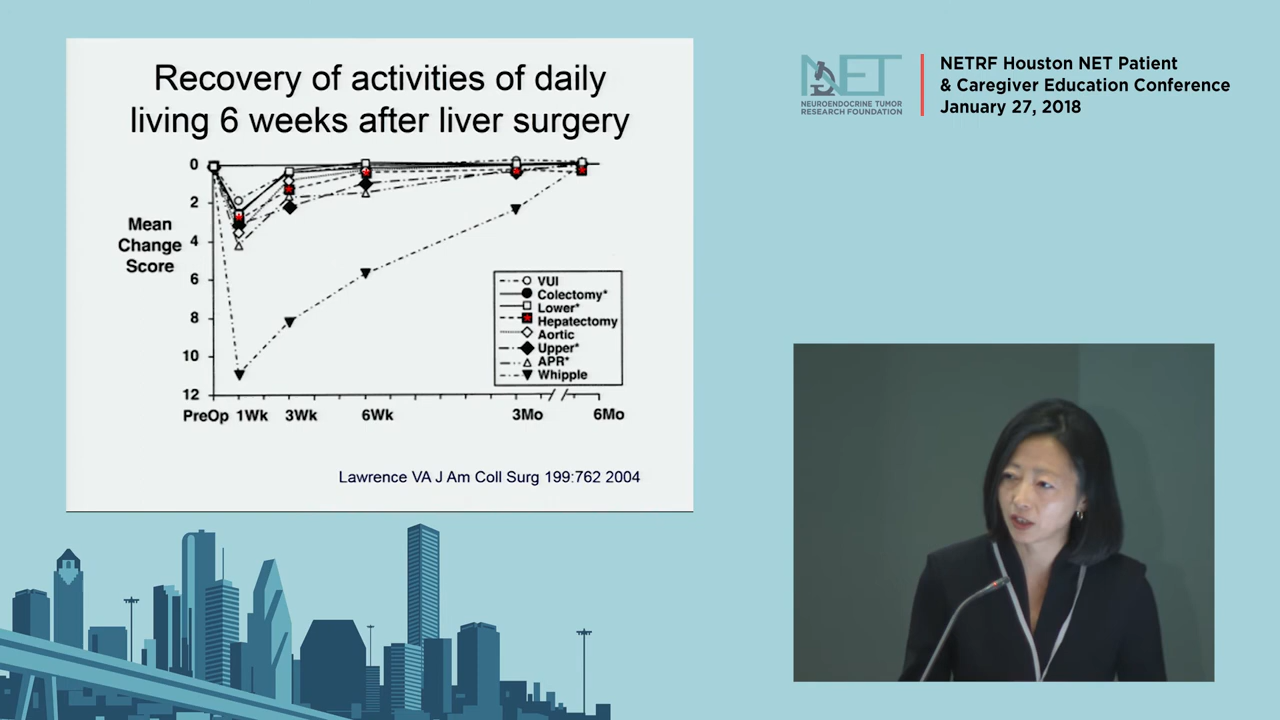 Recovery of activities of daily
living 6 weeks after liver surgery
0
2
4
6
8
10
12
Mean
Change
Score
VUI
Colectomy*
Lower*
Hepatectomy
Aortic
Upper*
APR*
Whipple
PreOp 1Wk 3Wk 6Wk 3Mo 6Mo
Lawrence VA J Am Coll Surg 199:762 2004
NET
NEUROENDOCRINE TUMOR
RESEARCH FOUNDATION
NETRF Houston NET Patient
& Caregiver Education Conference
January 27, 2018